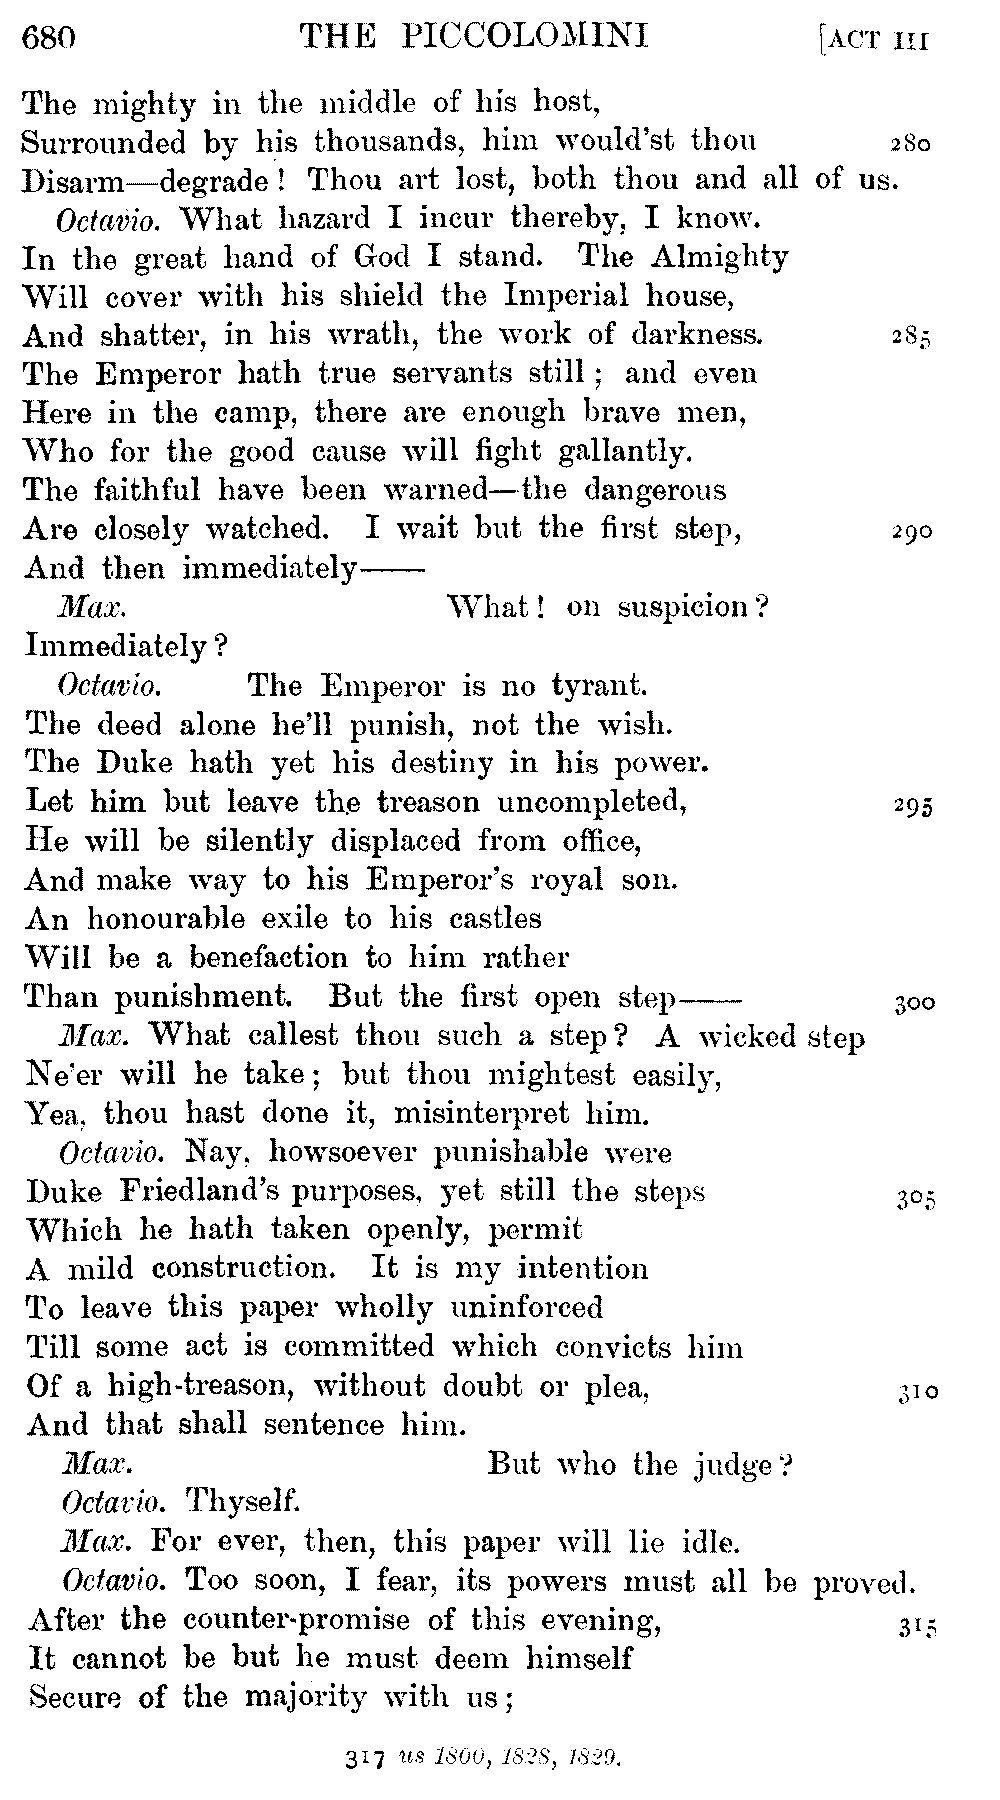 680 THE PICCOLOMINI [ACT III
The mighty in the middle of his host,
Surrounded by his thousands, him would'st thou 280
Disarm—degrade! Thou art lost, both thou and all of us.
Octavio. What hazard I incur thereby, I know.
In the great hand of God I stand. The Almighty
Will cover with his shield the Imperial house,
And shatter, in his wrath, the work of darkness. 285
The Emperor hath true servants still; and even
Here in the camp, there are enough brave men,
Who for the good cause will fight gallantly.
The faithful have been warned—the dangerous
Are closely watched. I wait but the first step, 290
And then immediately——
Max. What! on suspicion?
Immediately?
Octavio. The Emperor is no tyrant.
The deed alone he'll punish, not the wish.
The Duke hath yet his destiny in his power.
Let him but leave the treason uncompleted, 295
He will be silently displaced from office,
And make way to his Emperor's royal son.
An honourable exile to his castles
Will be a benefaction to him rather
Than punishment. But the first open step—— 300
Max. What callest thou such a step? A wicked step
Ne'er will he take; but thou mightest easily,
Yea, thou hast done it, misinterpret him.
Octavio. Nay, howsoever punishable were
Duke Friedland's purposes, yet still the steps 305
Which he hath taken openly, permit
A mild construction. It is my intention
To leave this paper wholly uninforced
Till some act is committed which convicts him
Of a high-treason, without doubt or plea, 310
And that shall sentence him.
Max. But who the judge?
Octavio. Thyself.
Max. For ever, then, this paper will lie idle.
Octavio. Too soon, I fear, its powers must all be proved.
After the counter-promise of this evening, 315
It cannot be but he must deem himself
Secure of the majority with us;
317 us 1800, 1828, 1829.